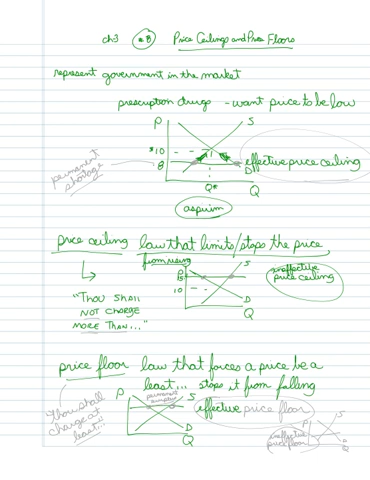 ch3 #8 Price Ceilings and Price Floors
represent government in the market
prescription drugs - want price to be low
P S
$10
8 effective price ceiling
permanent
shortage
D
Q* Q
aspirin
price ceiling law that limits/stops the price
from rising
P S
15
10
ineffective
price ceiling
D
Q
"THOU SHALL
NOT CHARGE
MORE THAN..."
price floor law that forces a price be a
least... stops it from falling
P S
permanent
surplus
effective price floor
D
Q
thou shall
charge at
least...
P S
ineffective
price floor
D
Q